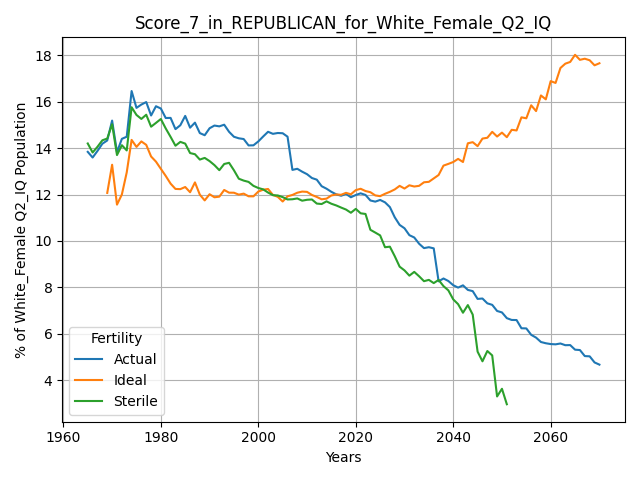 Score_7_in_REPUBLICAN_for_White_Female_Q2_IQ
% of White_Female Q2_IQ Population
18
16
14
12
10
8
6
4
Fertility
Actual
Ideal
Sterile
1960
1980
2000
2020
2040
2060
Years